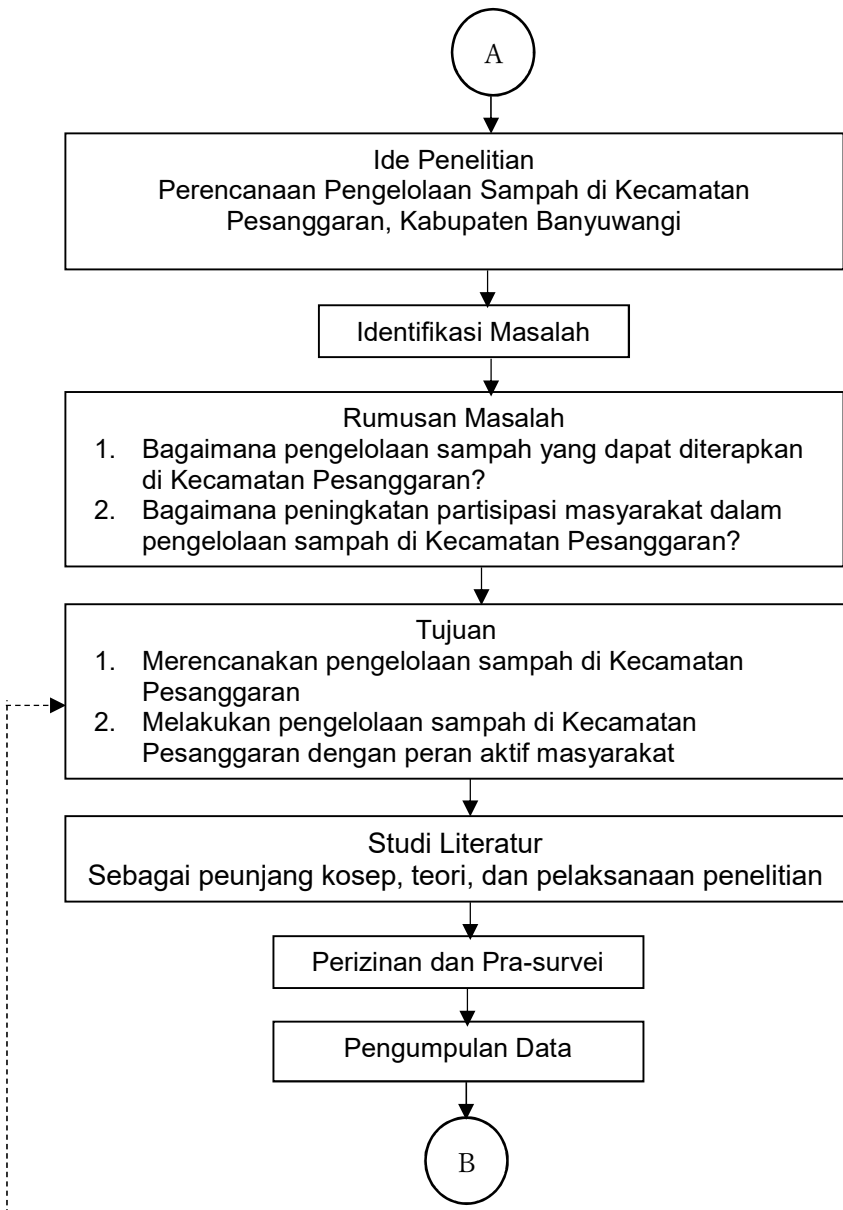 A
Ide Penelitian
Perencanaan Pengelolaan Sampah di Kecamatan
Pesanggaran, Kabupaten Banyuwangi
Identifikasi Masalah
Rumusan Masalah
1. Bagaimana pengelolaan sampah yang dapat diterapkan
di Kecamatan Pesanggaran?
2. Bagaimana peningkatan partisipasi masyarakat dalam
pengelolaan sampah di Kecamatan Pesanggaran?
Tujuan
1. Merencanakan pengelolaan sampah di Kecamatan
Pesanggaran
2. Melakukan pengelolaan sampah di Kecamatan
Pesanggaran dengan peran aktif masyarakat
Studi Literatur
Sebagai peunjang kosep, teori, dan pelaksanaan penelitian
Perizinan dan Pra-survei
Pengumpulan Data
B